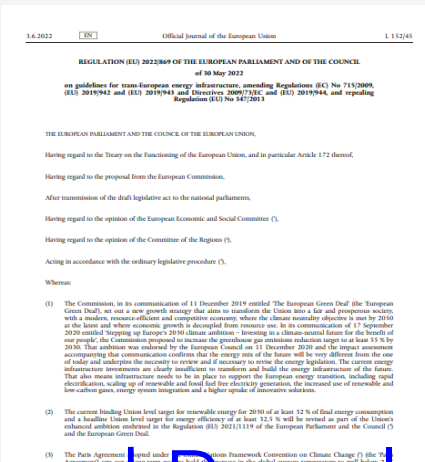 3.6.2022 EN Official Journal of the European Union L 152/45
REGULATION (EU) 2022/869 OF THE EUROPEAN PARLIAMENT AND OF THE COUNCIL
of 30 May 2022
on guidelines for trans-European energy infrastructure, amending Regulations (EC) No 715/2009,
(EU) 2019/942 and (EU) 2019/943 and Directives 2009/73/EC and (EU) 2019/944, and repealing
Regulation (EU) No 347/2013
THE EUROPEAN PARLIAMENT AND THE COUNCIL OF THE EUROPEAN UNION,
Having regard to the Treaty on the Functioning of the European Union, and in particular Article 172 thereof,
Having regard to the proposal from the European Commission,
After transmission of the draft legislative act to the national parliaments,
Having regard to the opinion of the European Economic and Social Committee (¹),
Having regard to the opinion of the Committee of the Regions (²),
Acting in accordance with the ordinary legislative procedure (³),
Whereas:
(1) The Commission, in its communication of 11 December 2019 entitled 'The European Green Deal' (the 'European
Green Deal'), set out a new growth strategy that aims to transform the Union into a fair and prosperous society,
with a modern, resource-efficient and competitive economy, where the climate neutrality objective is met by 2050
at the latest and where economic growth is decoupled from resource use. In its communication of 17 September
2020 entitled 'Stepping up Europe's 2030 climate ambition – Investing in a climate-neutral future for the benefit of
our people', the Commission proposed to increase the greenhouse gas emissions reduction target to at least 55 % by
2030. That ambition was endorsed by the European Council on 11 December 2020 and the impact assessment
accompanying that communication confirms that the energy mix of the future will be very different from the one
of today and underpins the necessity to review and if necessary to revise the energy legislation. The current energy
infrastructure investments are clearly insufficient to transform and build the energy infrastructure of the future.
That also means infrastructure needs to be in place to support the European energy transition, including rapid
electrification, scaling up of renewable and fossil fuel free electricity generation, the increased use of renewable and
low-carbon gases, energy system integration and a higher uptake of innovative solutions.
(2) The current binding Union level target for renewable energy for 2030 of at least 32 % of final energy consumption
and a headline Union level target for energy efficiency of at least 32,5 % will be revised as part of the Union's
enhanced ambition enshrined in the Regulation (EU) 2021/1119 of the European Parliament and of the Council (⁴)
and the European Green Deal.
(3) The Paris Agreement opted under Framework Convention on Climate Change (⁵) (the 'Paris